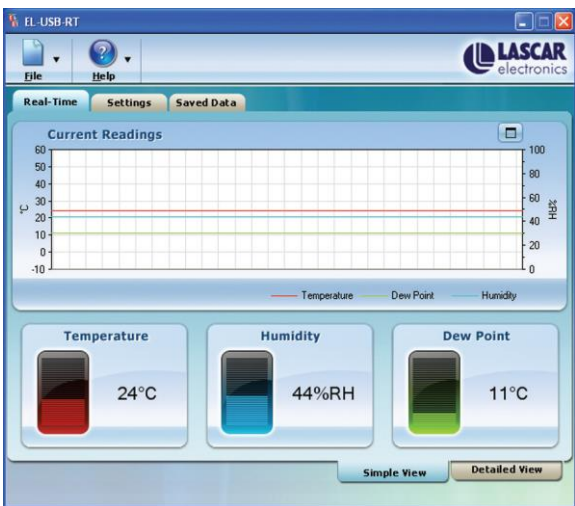 EL-USB-RT
File
Help
LASCAR
electronics
Real-Time
Settings
Saved Data
Current Readings
°C
60
50
40
30
20
10
0
-10
100
80
60
40
20
0
%RH
Temperature
Dew Point
Humidity
Temperature
24°C
Humidity
44%RH
Dew Point
11°C
Simple View
Detailed View